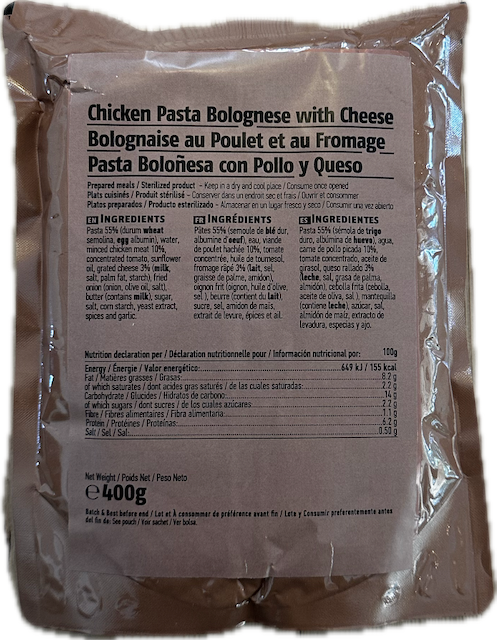 Chicken Pasta Bolognese with Cheese
Bolognaise au Poulet et au Fromage
Pasta Boloñesa con Pollo y Queso
Prepared meals / Sterilized product - Keep in a dry and cool place / Consume once opened
Plats cuisinés / Produit stérilisé - Conserver dans un endroit sec et frais / Ouvrir et consommer
Platos preparados / Producto esterilizado - Almacenar en un lugar fresco y seco / Consumir una vez abierto
EN INGREDIENTES
Pasta 55% (durum wheat
semolina, egg albumin), water,
minced chicken meat 10%,
concentrated tomato, sunflower
oil, grated cheese 3% (milk,
salt, palm fat, starch), fried
onion (onion, olive oil, salt),
butter (contains milk), sugar,
salt, corn starch, yeast extract,
spices and garlic.
FR INGRÉDIENTS
Pâtes 55% (semoule de blé dur,
albumine d'oeuf), eau, viande
de poulet hachée 10%, tomate
concentrée, huile de tournesol,
fromage râpé 3% (lait, sel,
graisse de palme, amidon),
oignon frit (oignon, huile d'olive,
sel ), beurre (contient du lait),
sucre, sel, amidon de maïs,
extrait de levure, épices et ail.
ES INGREDIENTES
Pasta 55% (sémola de trigo
duro, albúmina de huevo), agua,
carne de pollo picada 10%,
tomate concentrado, aceite de
girasol, queso rallado 3%
(leche, sal, grasa de palma,
almidón), cebolla frita (cebolla,
aceite de oliva, sal ), mantequilla
(contiene leche), azúcar, sal,
almidón de maíz, extracto de
levadura, especias y ajo.
Nutrition declaration per / Déclaration nutritionnelle pour / Información nutricional por: 100g
Energy / Énergie / Valor energético: 649 kJ / 155 kcal
Fat / Matières grasses / Grasas: 8.2 g
of which saturates / dont acides gras saturés / de las cuales saturadas: 2.2 g
Carbohydrate / Glucides / Hidratos de carbono: 14 g
of which sugars / dont sucres / de los cuales azúcares: 2.2 g
Fibre / Fibres alimentaires / Fibra alimentaria: 1.1 g
Protein / Protéines / Proteínas: 6.2 g
Salt / Sel / Sal: 0.50 g
Net Weight / Poids Net / Peso Neto
℮ 400g
Batch & Best before end / Lot et À consommer de préférence avant fin / Lote y Consumir preferentemente antes
del fin de: See pouch / Voir sachet / Ver bolsa